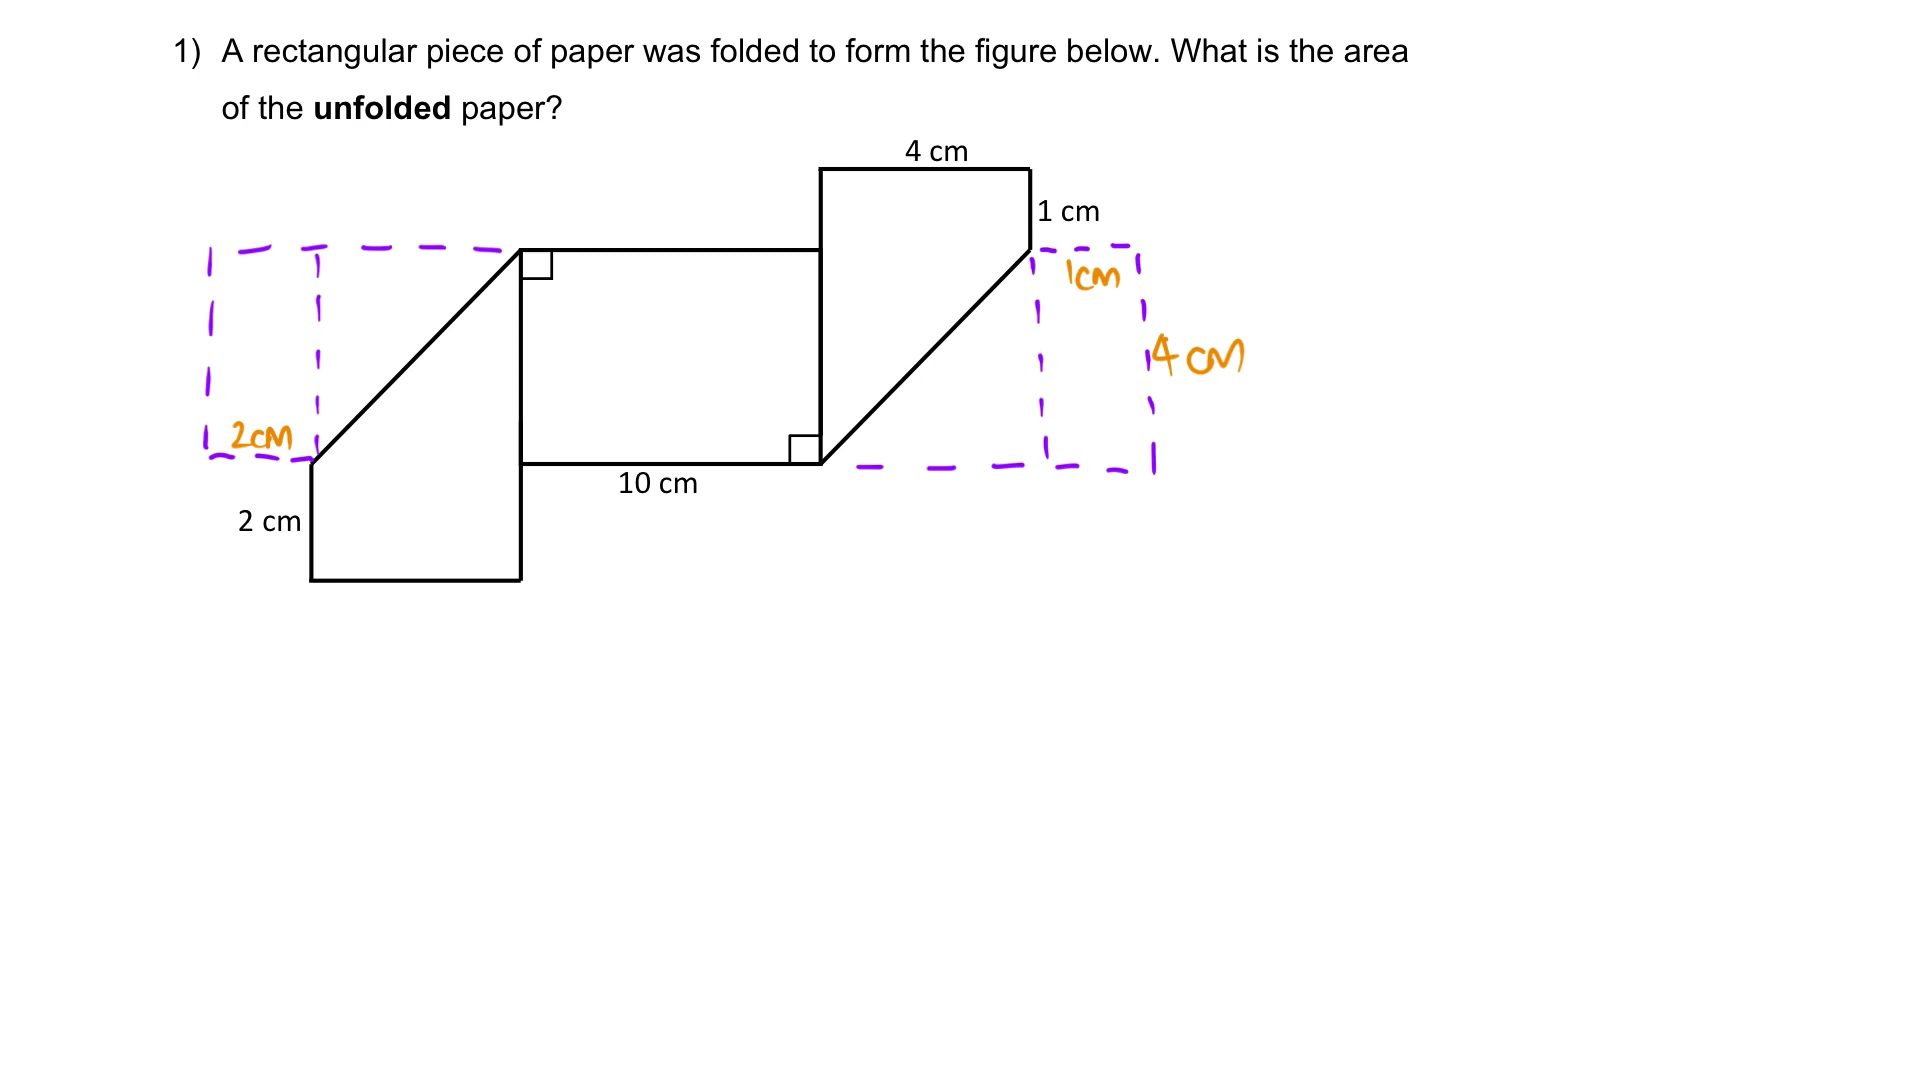 1) A rectangular piece of paper was folded to form the figure below. What is the area
of the unfolded paper?
4 cm
1 cm
1cm
4 cm
2cm
10 cm
2 cm